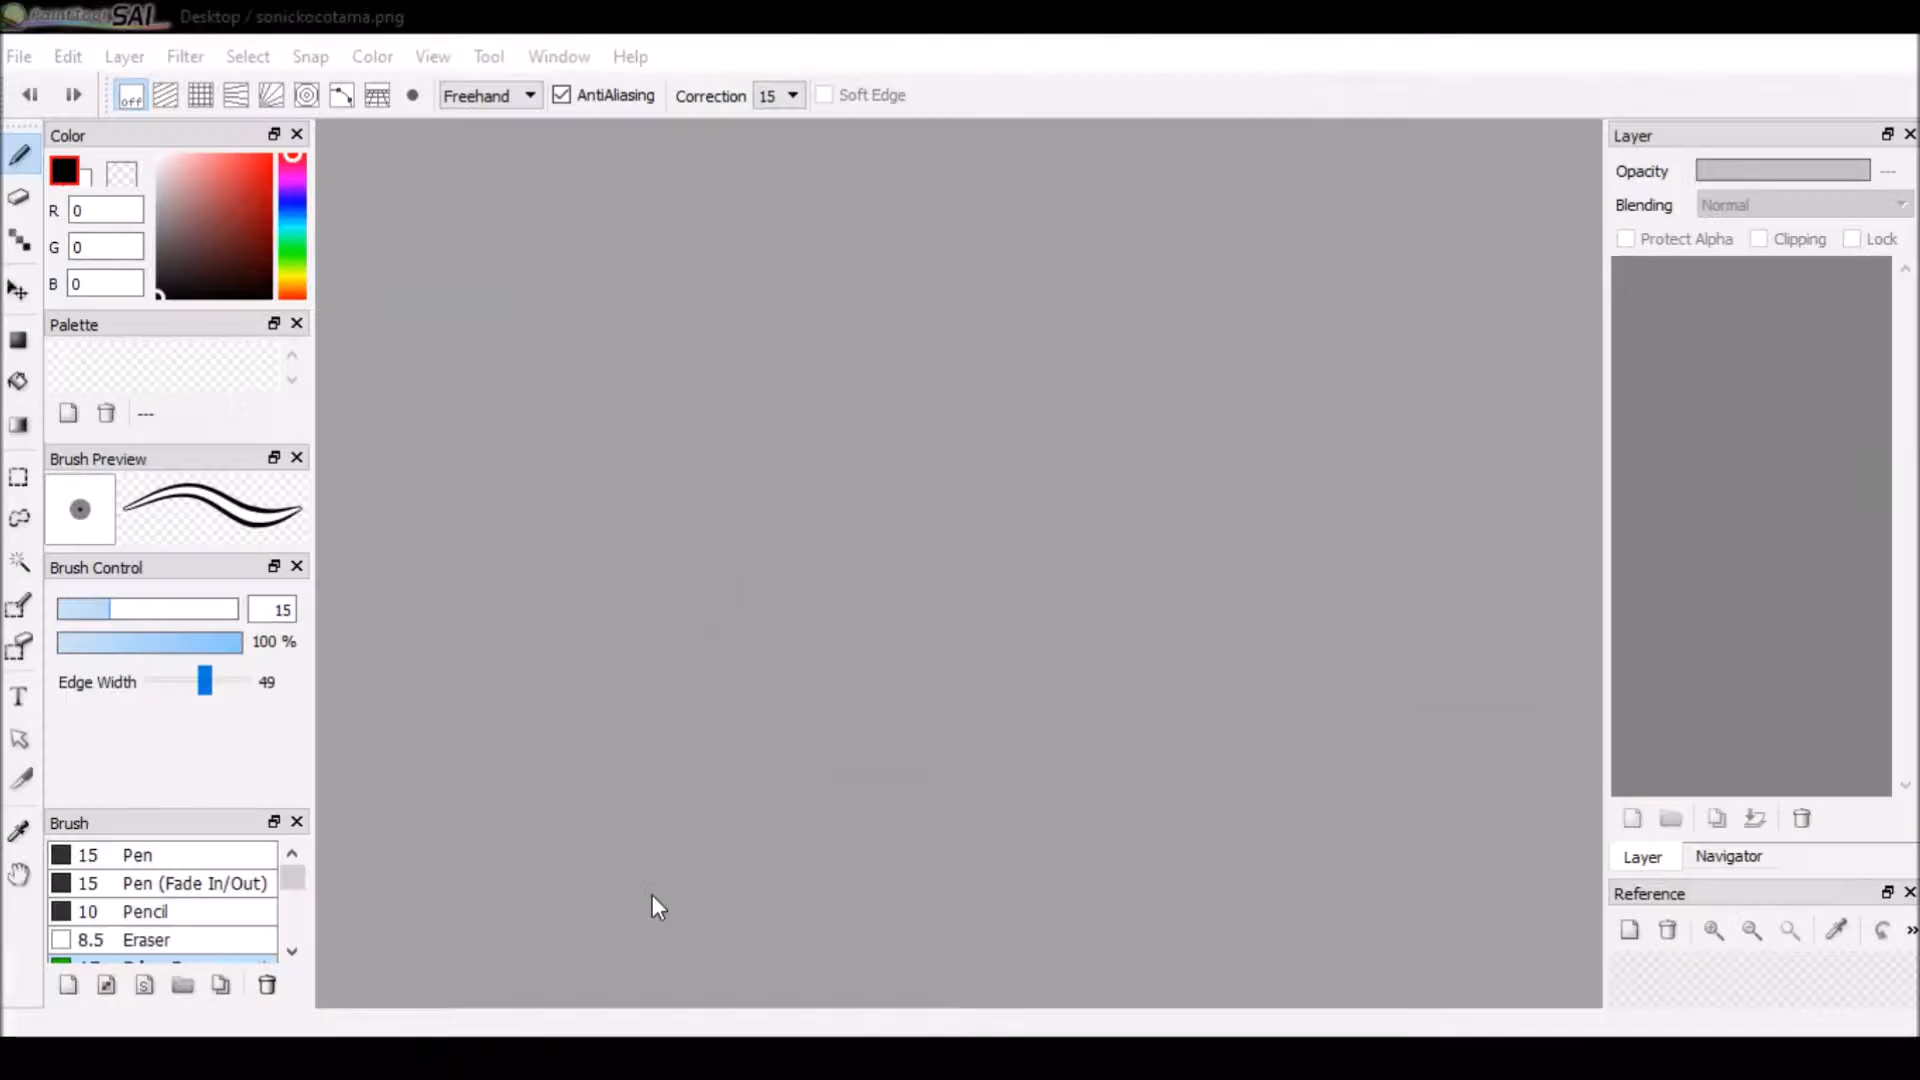 PaintTool SAI Desktop / sonickocotama.png
File Edit Layer Filter Select Snap Color View Tool Window Help
off Freehand AntiAliasing Correction 15 Soft Edge
Color
R 0
G 0
B 0
Palette
---
Brush Preview
Brush Control
15
100 %
Edge Width 49
T
Brush
15 Pen
15 Pen (Fade In/Out)
10 Pencil
8.5 Eraser
S
Layer
Opacity ---
Blending Normal
Protect Alpha Clipping Lock
Layer Navigator
Reference
»